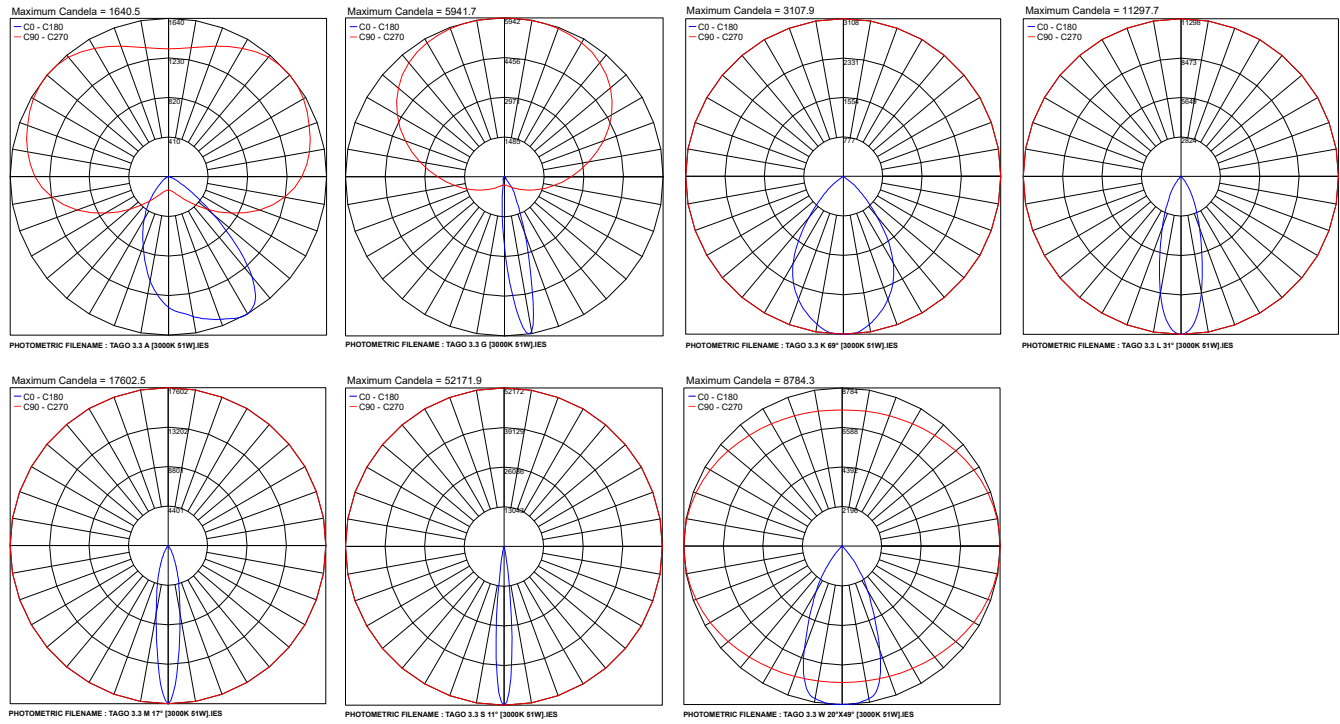 Maximum Candela = 1640.5
C0 - C180
C90 - C270
1640
1230
820
410
PHOTOMETRIC FILENAME : TAGO 3.3 A [3000K 51W].IES
Maximum Candela = 5941.7
C0 - C180
C90 - C270
5942
4456
2971
1485
PHOTOMETRIC FILENAME : TAGO 3.3 G [3000K 51W].IES
Maximum Candela = 3107.9
C0 - C180
C90 - C270
3108
2331
1554
777
PHOTOMETRIC FILENAME : TAGO 3.3 K 69° [3000K 51W].IES
Maximum Candela = 11297.7
C0 - C180
C90 - C270
11298
8473
5649
2824
PHOTOMETRIC FILENAME : TAGO 3.3 L 31° [3000K 51W].IES
Maximum Candela = 17602.5
C0 - C180
C90 - C270
17602
13202
8801
4401
PHOTOMETRIC FILENAME : TAGO 3.3 M 17° [3000K 51W].IES
Maximum Candela = 52171.9
C0 - C180
C90 - C270
52172
39129
26086
13043
PHOTOMETRIC FILENAME : TAGO 3.3 S 11° [3000K 51W].IES
Maximum Candela = 8784.3
C0 - C180
C90 - C270
8784
6588
4392
2196
PHOTOMETRIC FILENAME : TAGO 3.3 W 20°X49° [3000K 51W].IES